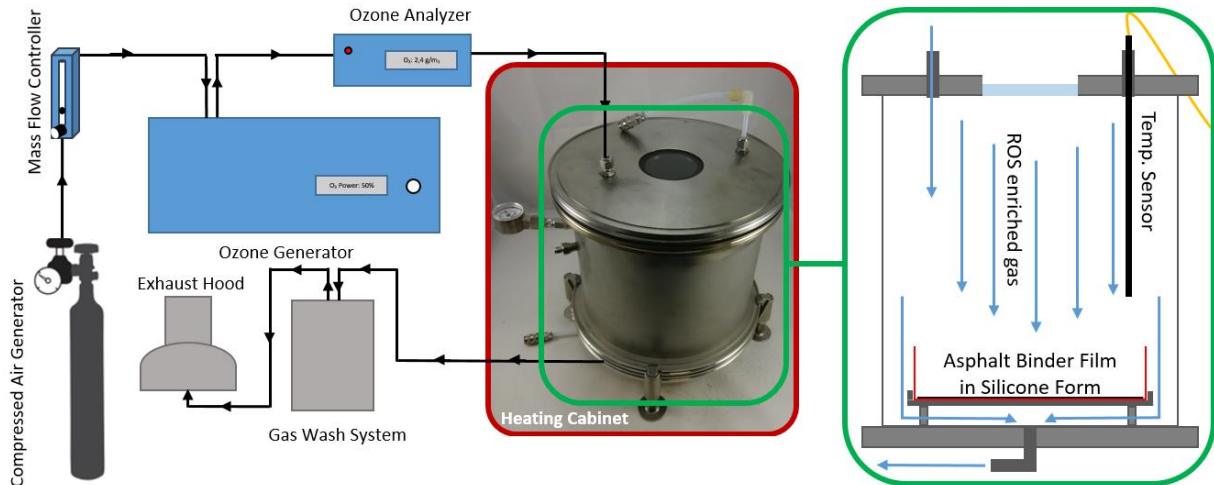 Ozone Analyzer
O₃: 2,4 g/m₃
Mass Flow Controller
O₃ Power: 50%
Ozone Generator
Compressed Air Generator
Exhaust Hood
Gas Wash System
Heating Cabinet
ROS enriched gas
Temp. Sensor
Asphalt Binder Film
in Silicone Form